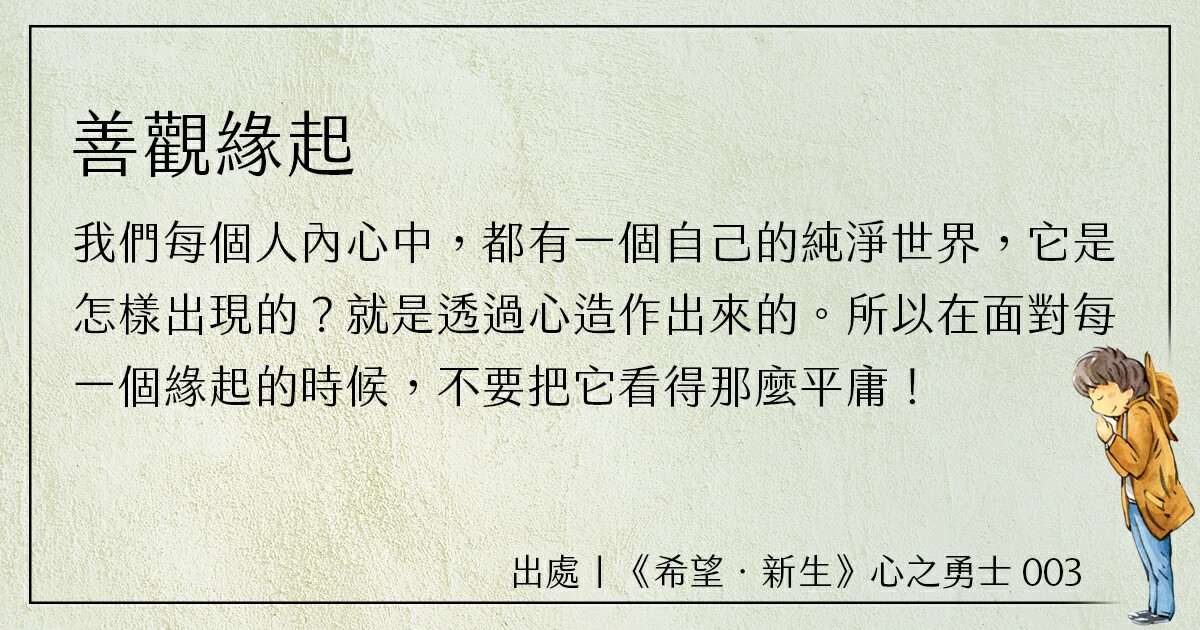 善觀緣起
我們每個人內心中，都有一個自己的純淨世界，它是
怎樣出現的？就是透過心造作出來的。所以在面對每
一個緣起的時候，不要把它看得那麼平庸！
出處｜《希望．新生》心之勇士 003